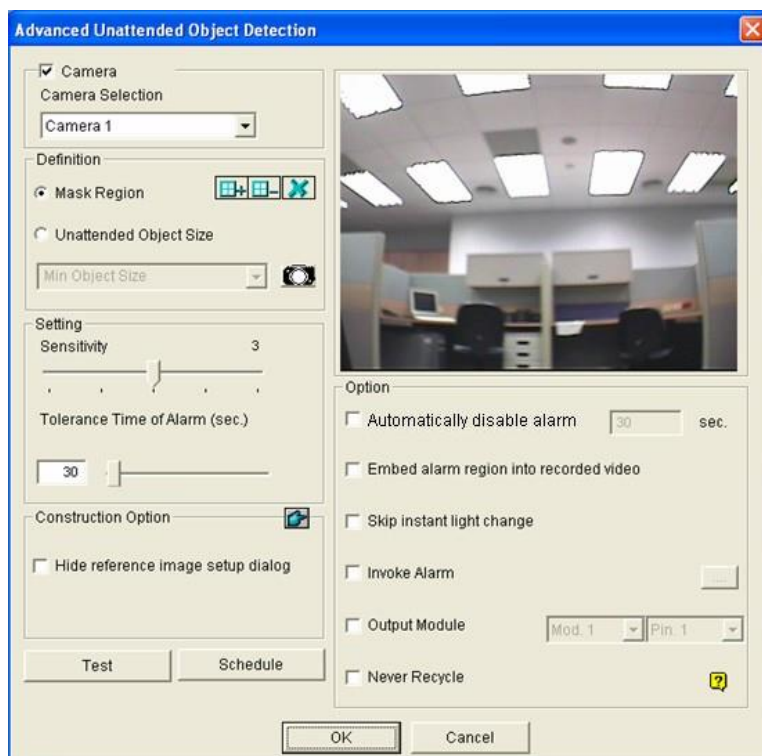 Advanced Unattended Object Detection
Camera
Camera Selection
Camera 1
Definition
Mask Region
Unattended Object Size
Min Object Size
Setting
Sensitivity 3
Tolerance Time of Alarm (sec.)
30
Construction Option
Hide reference image setup dialog
Test
Schedule
Option
Automatically disable alarm 30 sec.
Embed alarm region into recorded video
Skip instant light change
Invoke Alarm ...
Output Module Mod. 1 Pin. 1
Never Recycle ?
OK
Cancel